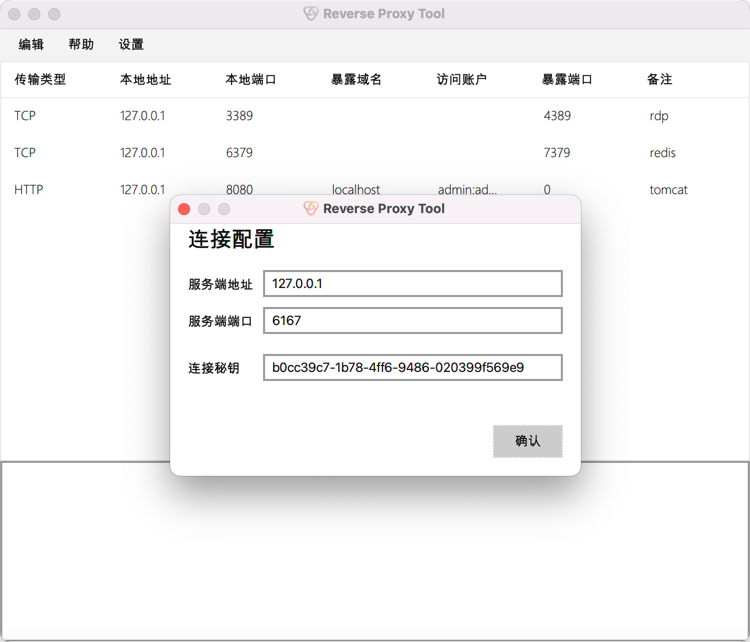 Reverse Proxy Tool
编辑 帮助 设置
传输类型 本地地址 本地端口 暴露域名 访问账户 暴露端口 备注
TCP 127.0.0.1 3389 4389 rdp
TCP 127.0.0.1 6379 7379 redis
HTTP 127.0.0.1 8080 localhost admin:ad... 0 tomcat
Reverse Proxy Tool
连接配置
服务端地址 127.0.0.1
服务端端口 6167
连接秘钥 b0cc39c7-1b78-4ff6-9486-020399f569e9
确认